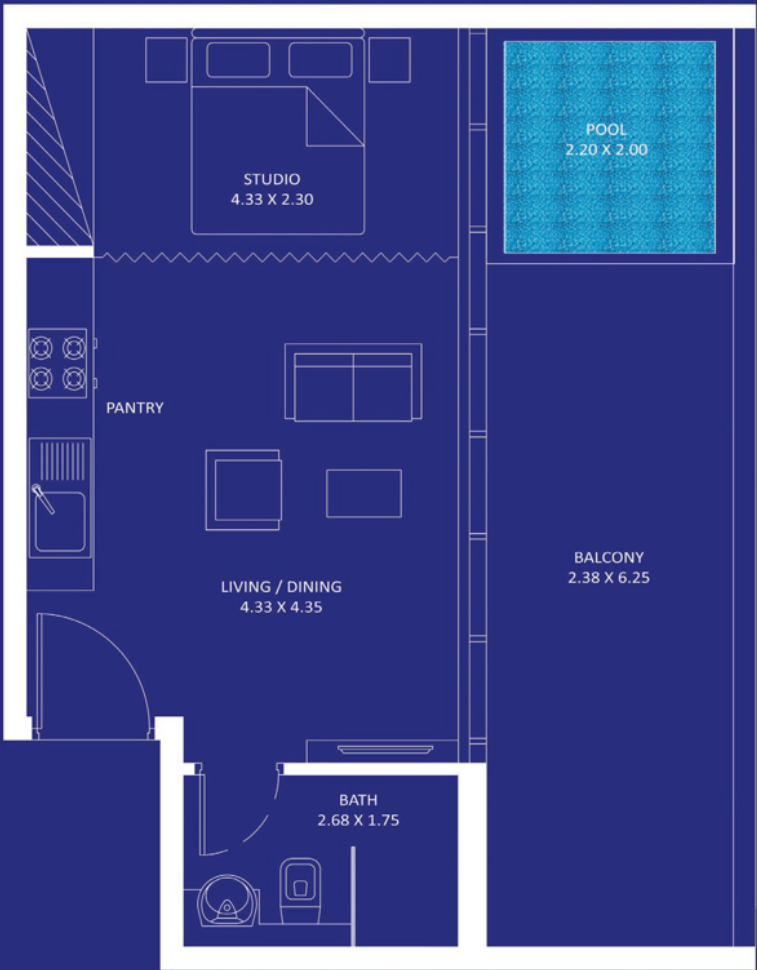 POOL
2.20 X 2.00
STUDIO
4.33 X 2.30
PANTRY
BALCONY
2.38 X 6.25
LIVING / DINING
4.33 X 4.35
BATH
2.68 X 1.75